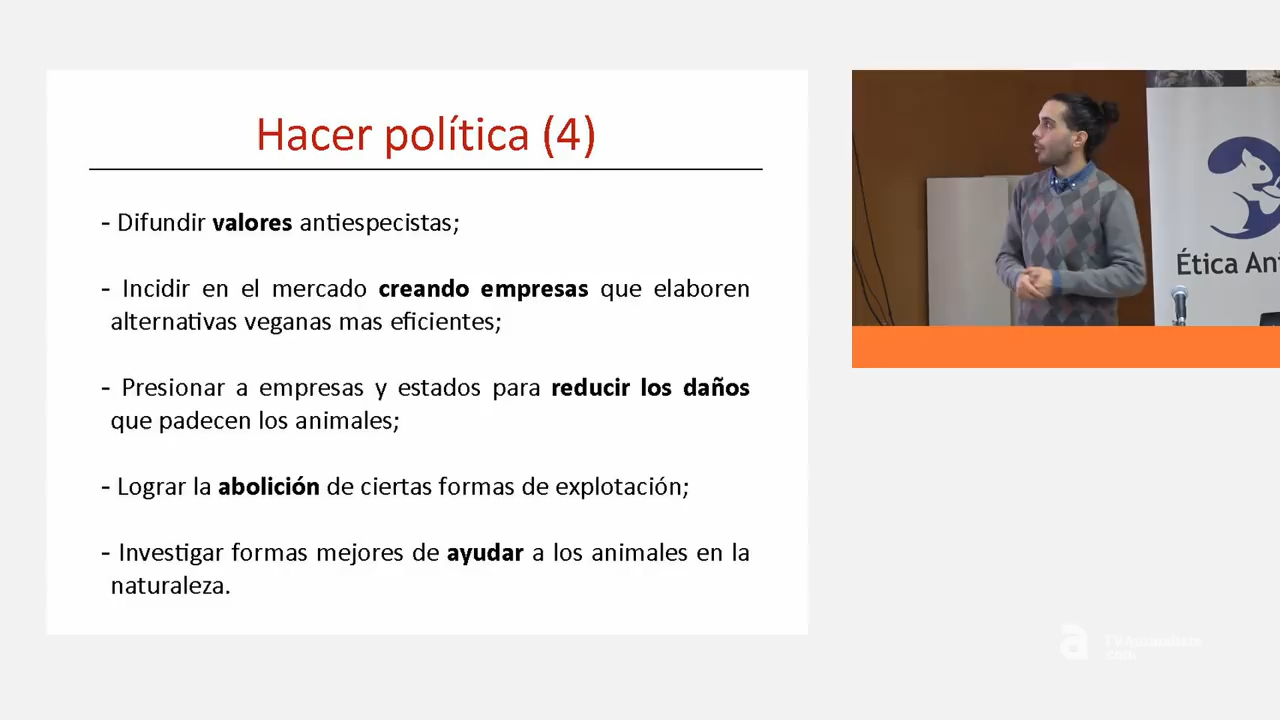 Hacer política (4)
- Difundir valores antiespecistas;
- Incidir en el mercado creando empresas que elaboren
alternativas veganas mas eficientes;
- Presionar a empresas y estados para reducir los daños
que padecen los animales;
- Lograr la abolición de ciertas formas de explotación;
- Investigar formas mejores de ayudar a los animales en la
naturaleza.
Ética Ani